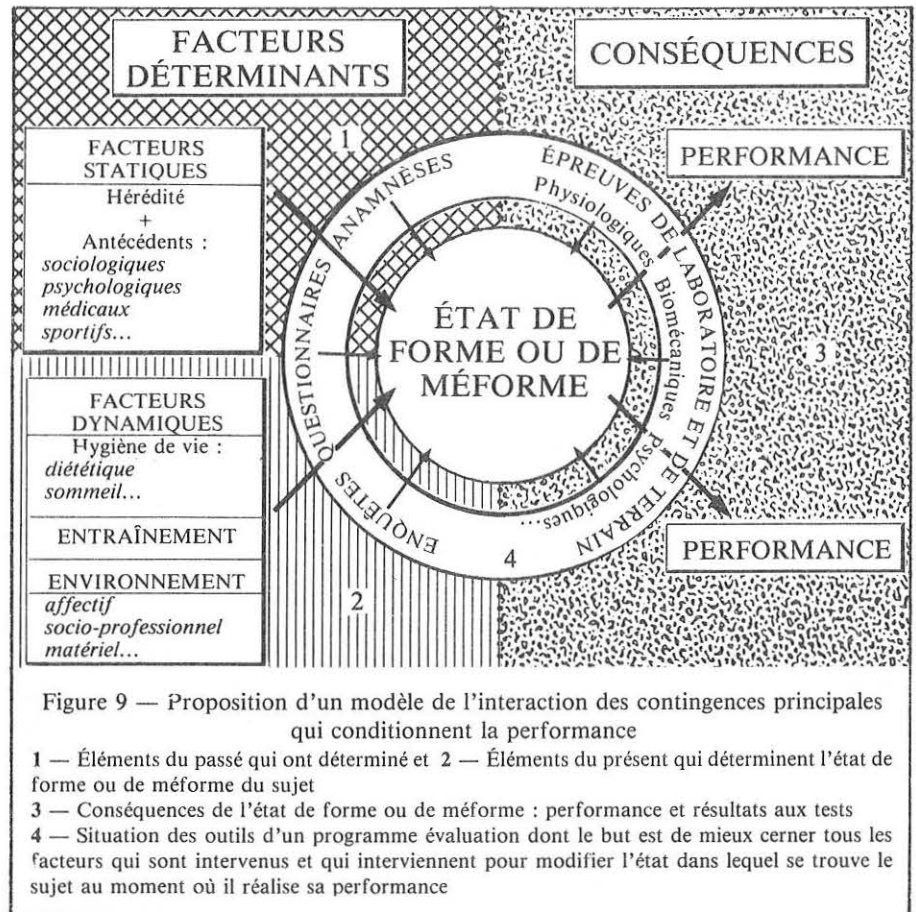 FACTEURS
DÉTERMINANTS
CONSÉQUENCES
1
FACTEURS
STATIQUES
Hérédité
+
Antécédents :
sociologiques
psychologiques
médicaux
sportifs...
FACTEURS
DYNAMIQUES
Hygiène de vie :
diététique
sommeil...
ENTRAÎNEMENT
ENVIRONNEMENT
affectif
socio-professionnel
matériel...
2
ENQUÊTES QUESTIONNAIRES ANAMNÈSES
ÉPREUVES DE LABORATOIRE ET DE TERRAIN
Physiologiques Biomécaniques Psychologiques...
ÉTAT DE
FORME OU DE
MÉFORME
4
PERFORMANCE
3
PERFORMANCE
Figure 9 — Proposition d'un modèle de l'interaction des contingences principales
qui conditionnent la performance
1 — Éléments du passé qui ont déterminé et 2 — Éléments du présent qui déterminent l'état de
forme ou de méforme du sujet
3 — Conséquences de l'état de forme ou de méforme : performance et résultats aux tests
4 — Situation des outils d'un programme évaluation dont le but est de mieux cerner tous les
facteurs qui sont intervenus et qui interviennent pour modifier l'état dans lequel se trouve le
sujet au moment où il réalise sa performance